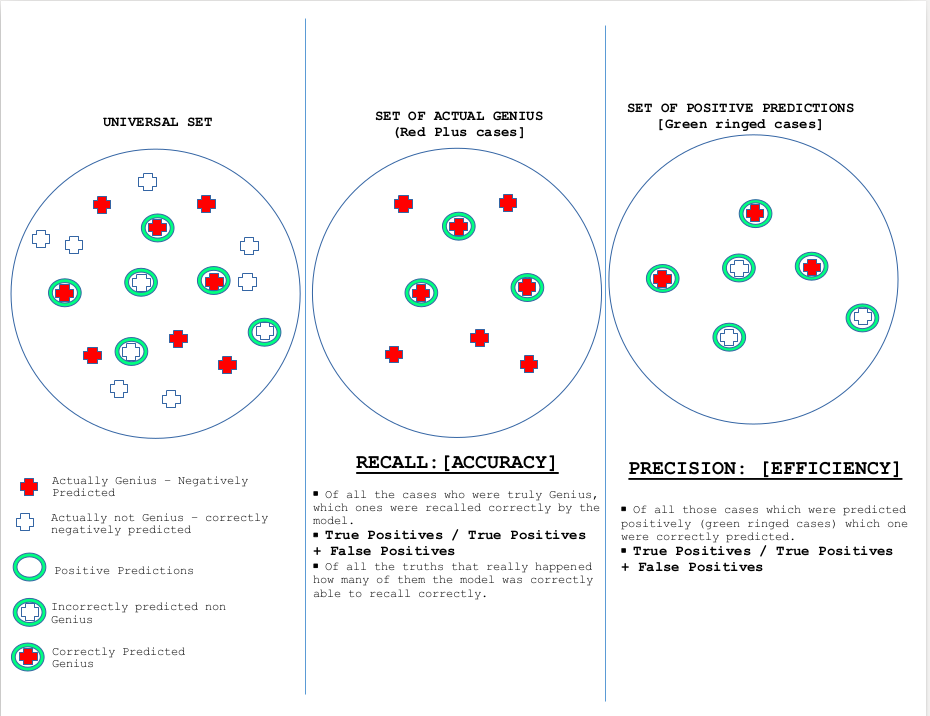 UNIVERSAL SET
Actually Genius – Negatively
Predicted
Actually not Genius – correctly
negatively predicted
Positive Predictions
Incorrectly predicted non
Genius
Correctly Predicted
Genius
SET OF ACTUAL GENIUS
(Red Plus cases]
RECALL:[ACCURACY]
▪ Of all the cases who were truly Genius,
which ones were recalled correctly by the
model.
▪ True Positives / True Positives
+ False Positives
▪ Of all the truths that really happened
how many of them the model was correctly
able to recall correctly.
SET OF POSITIVE PREDICTIONS
[Green ringed cases]
PRECISION: [EFFICIENCY]
▪ Of all those cases which were predicted
positively (green ringed cases) which one
were correctly predicted.
▪ True Positives / True Positives
+ False Positives